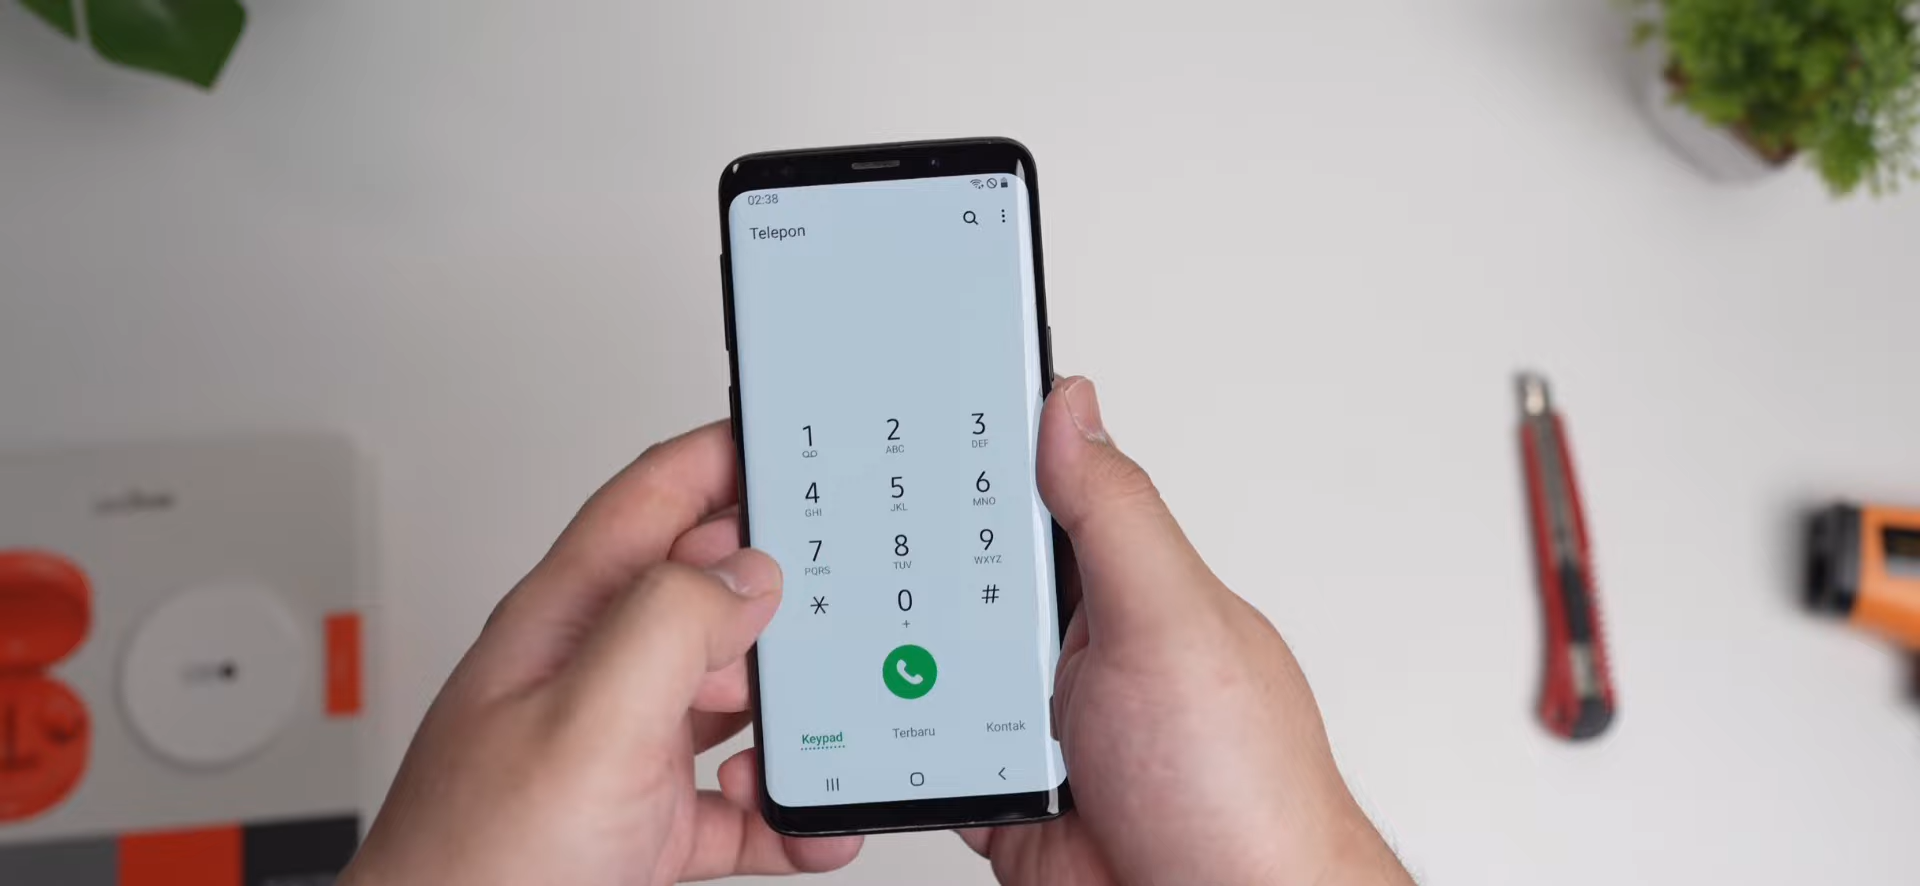 02:38
Telepon
1 2 3
ABC DEF
4 5 6
GHI JKL MNO
7 8 9
PQRS TUV WXYZ
* 0 #
+
Keypad Terbaru Kontak